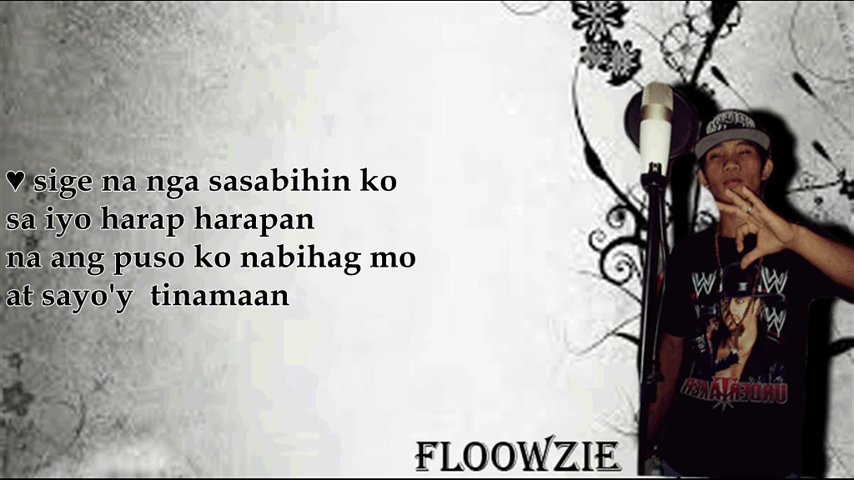 ♥ sige na nga sasabihin ko
sa iyo harap harapan
na ang puso ko nabihag mo
at sayo'y tinamaan
UNDERTAKER
FLOOWZIE